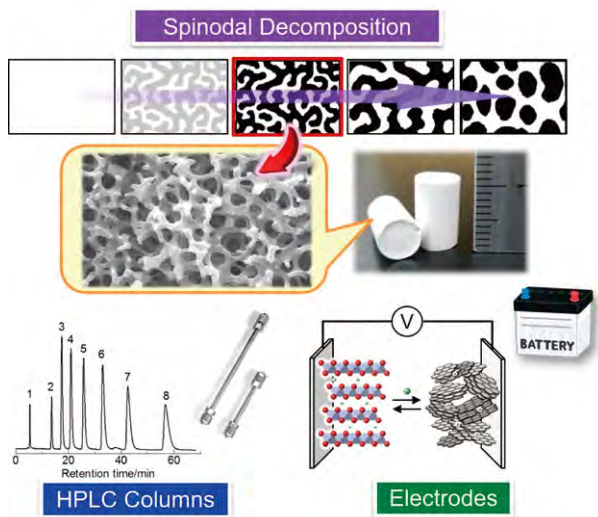 Spinodal Decomposition
3
4
5
6
7
1
2
8
0
20
40
60
Retention time/min
V
BATTERY
HPLC Columns
Electrodes